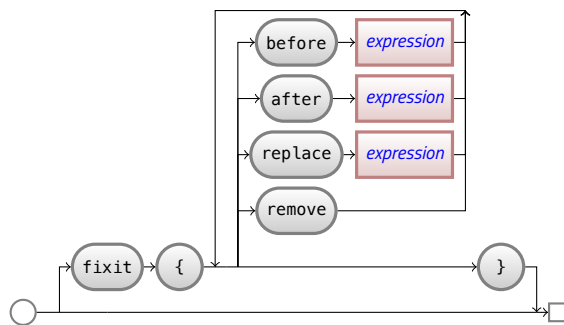 before expression
after expression
replace expression
remove
fixit { }